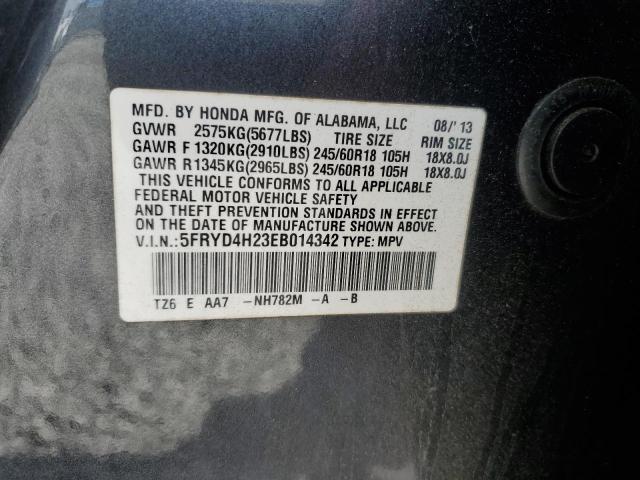 MFD. BY HONDA MFG. OF ALABAMA, LLC 08/'13
GVWR 2575KG(5677LBS) TIRE SIZE RIM SIZE
GAWR F 1320KG(2910LBS) 245/60R18 105H 18X8.0J
GAWR R 1345KG(2965LBS) 245/60R18 105H 18X8.0J
THIS VEHICLE CONFORMS TO ALL APPLICABLE
FEDERAL MOTOR VEHICLE SAFETY
AND THEFT PREVENTION STANDARDS IN EFFECT
ON THE DATE OF MANUFACTURE SHOWN ABOVE.
V.I.N.:5FRYD4H23EB014342 TYPE: MPV
TZ6 E AA7 -NH782M -A -B